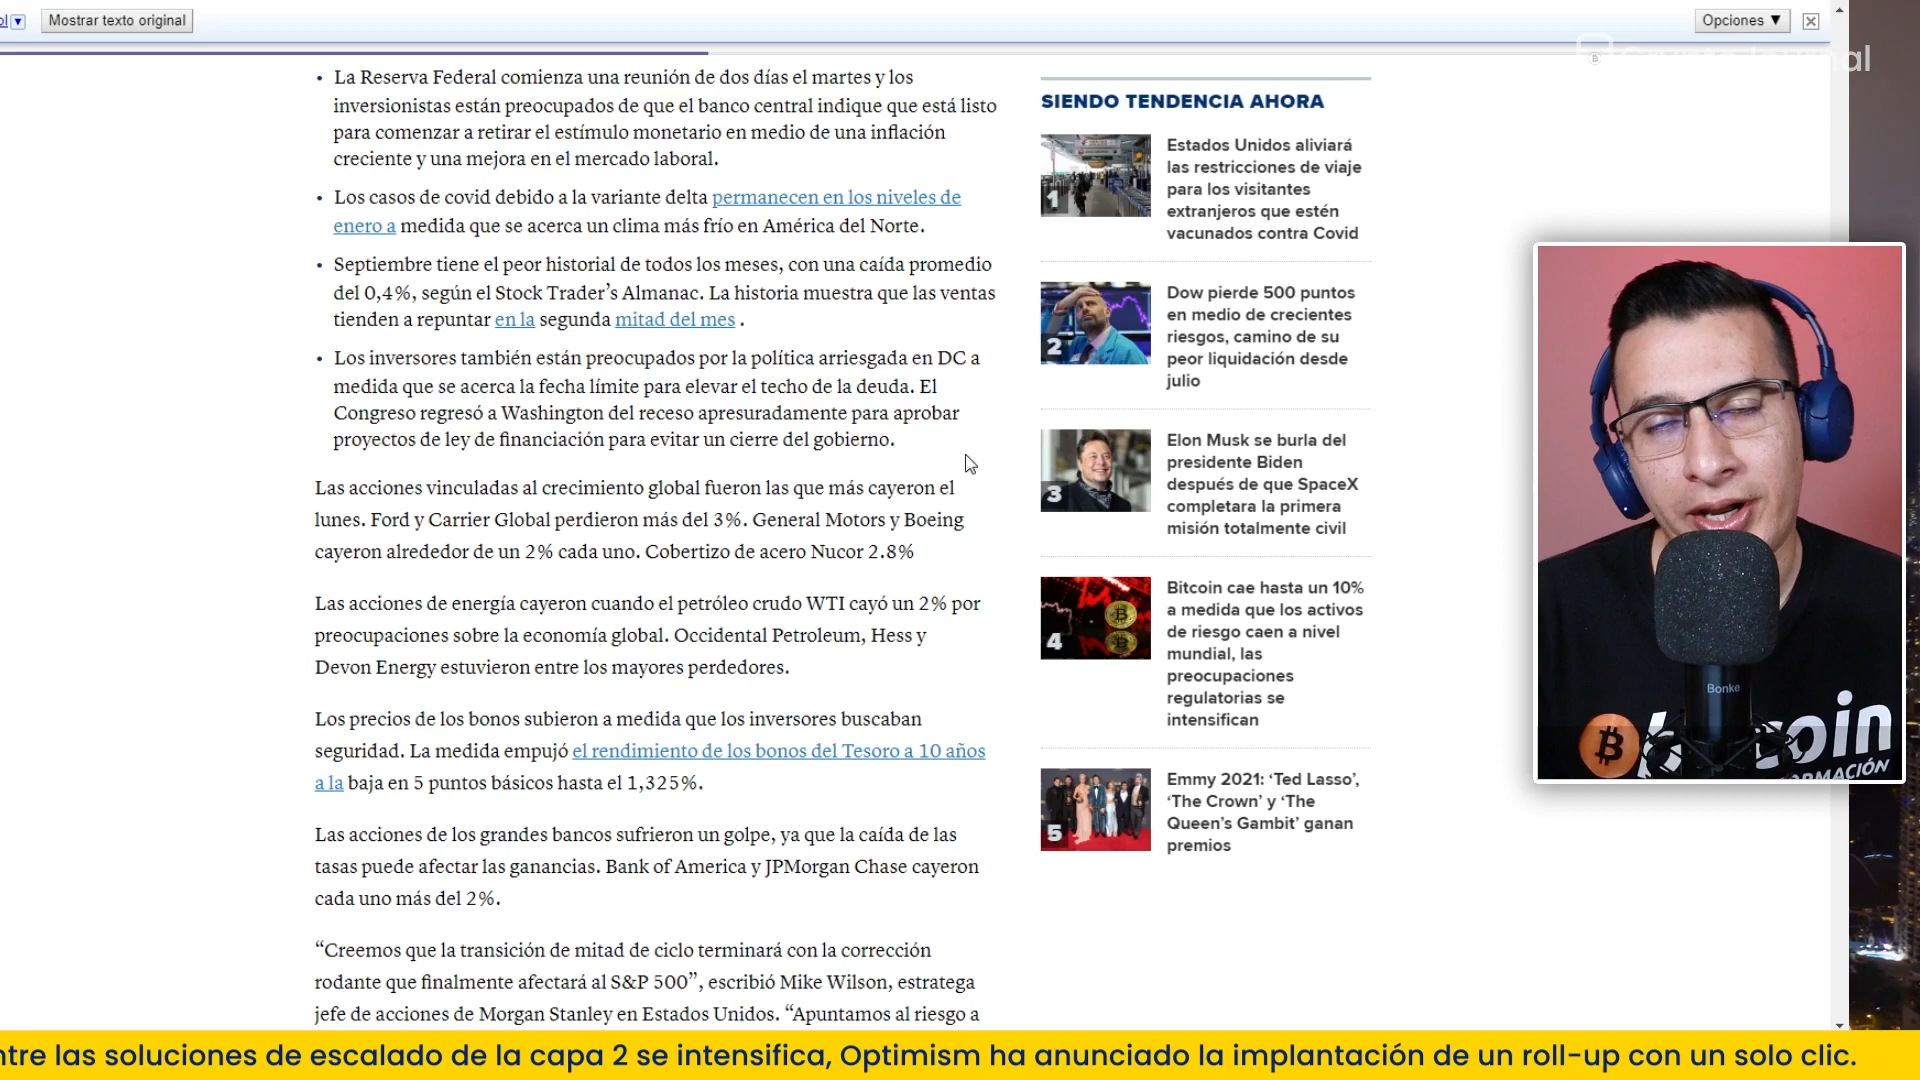 Mostrar texto original
Opciones ▼
• La Reserva Federal comienza una reunión de dos días el martes y los
inversionistas están preocupados de que el banco central indique que está listo
para comenzar a retirar el estímulo monetario en medio de una inflación
creciente y una mejora en el mercado laboral.
• Los casos de covid debido a la variante delta permanecen en los niveles de
enero a medida que se acerca un clima más frío en América del Norte.
• Septiembre tiene el peor historial de todos los meses, con una caída promedio
del 0,4%, según el Stock Trader’s Almanac. La historia muestra que las ventas
tienden a repuntar en la segunda mitad del mes .
• Los inversores también están preocupados por la política arriesgada en DC a
medida que se acerca la fecha límite para elevar el techo de la deuda. El
Congreso regresó a Washington del receso apresuradamente para aprobar
proyectos de ley de financiación para evitar un cierre del gobierno.
Las acciones vinculadas al crecimiento global fueron las que más cayeron el
lunes. Ford y Carrier Global perdieron más del 3%. General Motors y Boeing
cayeron alrededor de un 2% cada uno. Cobertizo de acero Nucor 2.8%
Las acciones de energía cayeron cuando el petróleo crudo WTI cayó un 2% por
preocupaciones sobre la economía global. Occidental Petroleum, Hess y
Devon Energy estuvieron entre los mayores perdedores.
Los precios de los bonos subieron a medida que los inversores buscaban
seguridad. La medida empujó el rendimiento de los bonos del Tesoro a 10 años
a la baja en 5 puntos básicos hasta el 1,325%.
Las acciones de los grandes bancos sufrieron un golpe, ya que la caída de las
tasas puede afectar las ganancias. Bank of America y JPMorgan Chase cayeron
cada uno más del 2%.
“Creemos que la transición de mitad de ciclo terminará con la corrección
rodante que finalmente afectará al S&P 500”, escribió Mike Wilson, estratega
jefe de acciones de Morgan Stanley en Estados Unidos. “Apuntamos al riesgo a
SIENDO TENDENCIA AHORA
1
Estados Unidos aliviará
las restricciones de viaje
para los visitantes
extranjeros que estén
vacunados contra Covid
2
Dow pierde 500 puntos
en medio de crecientes
riesgos, camino de su
peor liquidación desde
julio
3
Elon Musk se burla del
presidente Biden
después de que SpaceX
completara la primera
misión totalmente civil
4
Bitcoin cae hasta un 10%
a medida que los activos
de riesgo caen a nivel
mundial, las
preocupaciones
regulatorias se
intensifican
5
Emmy 2021: ‘Ted Lasso’,
‘The Crown’ y ‘The
Queen’s Gambit’ ganan
premios
Bonke
ntre las soluciones de escalado de la capa 2 se intensifica, Optimism ha anunciado la implantación de un roll-up con un solo clic.